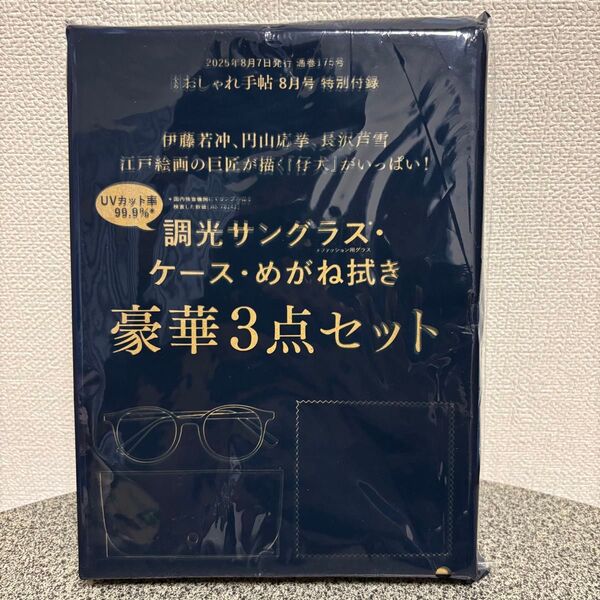 2025年8月7日発行 通巻175号
おしゃれ手帖 8月号 特別付録
伊藤若冲、円山応挙、長沢芦雪
江戸絵画の巨匠が描く「仔犬」がいっぱい！
UVカット率
99.9%*
調光サングラス・
*ファッション用グラス
ケース・めがね拭き
豪華3点セット